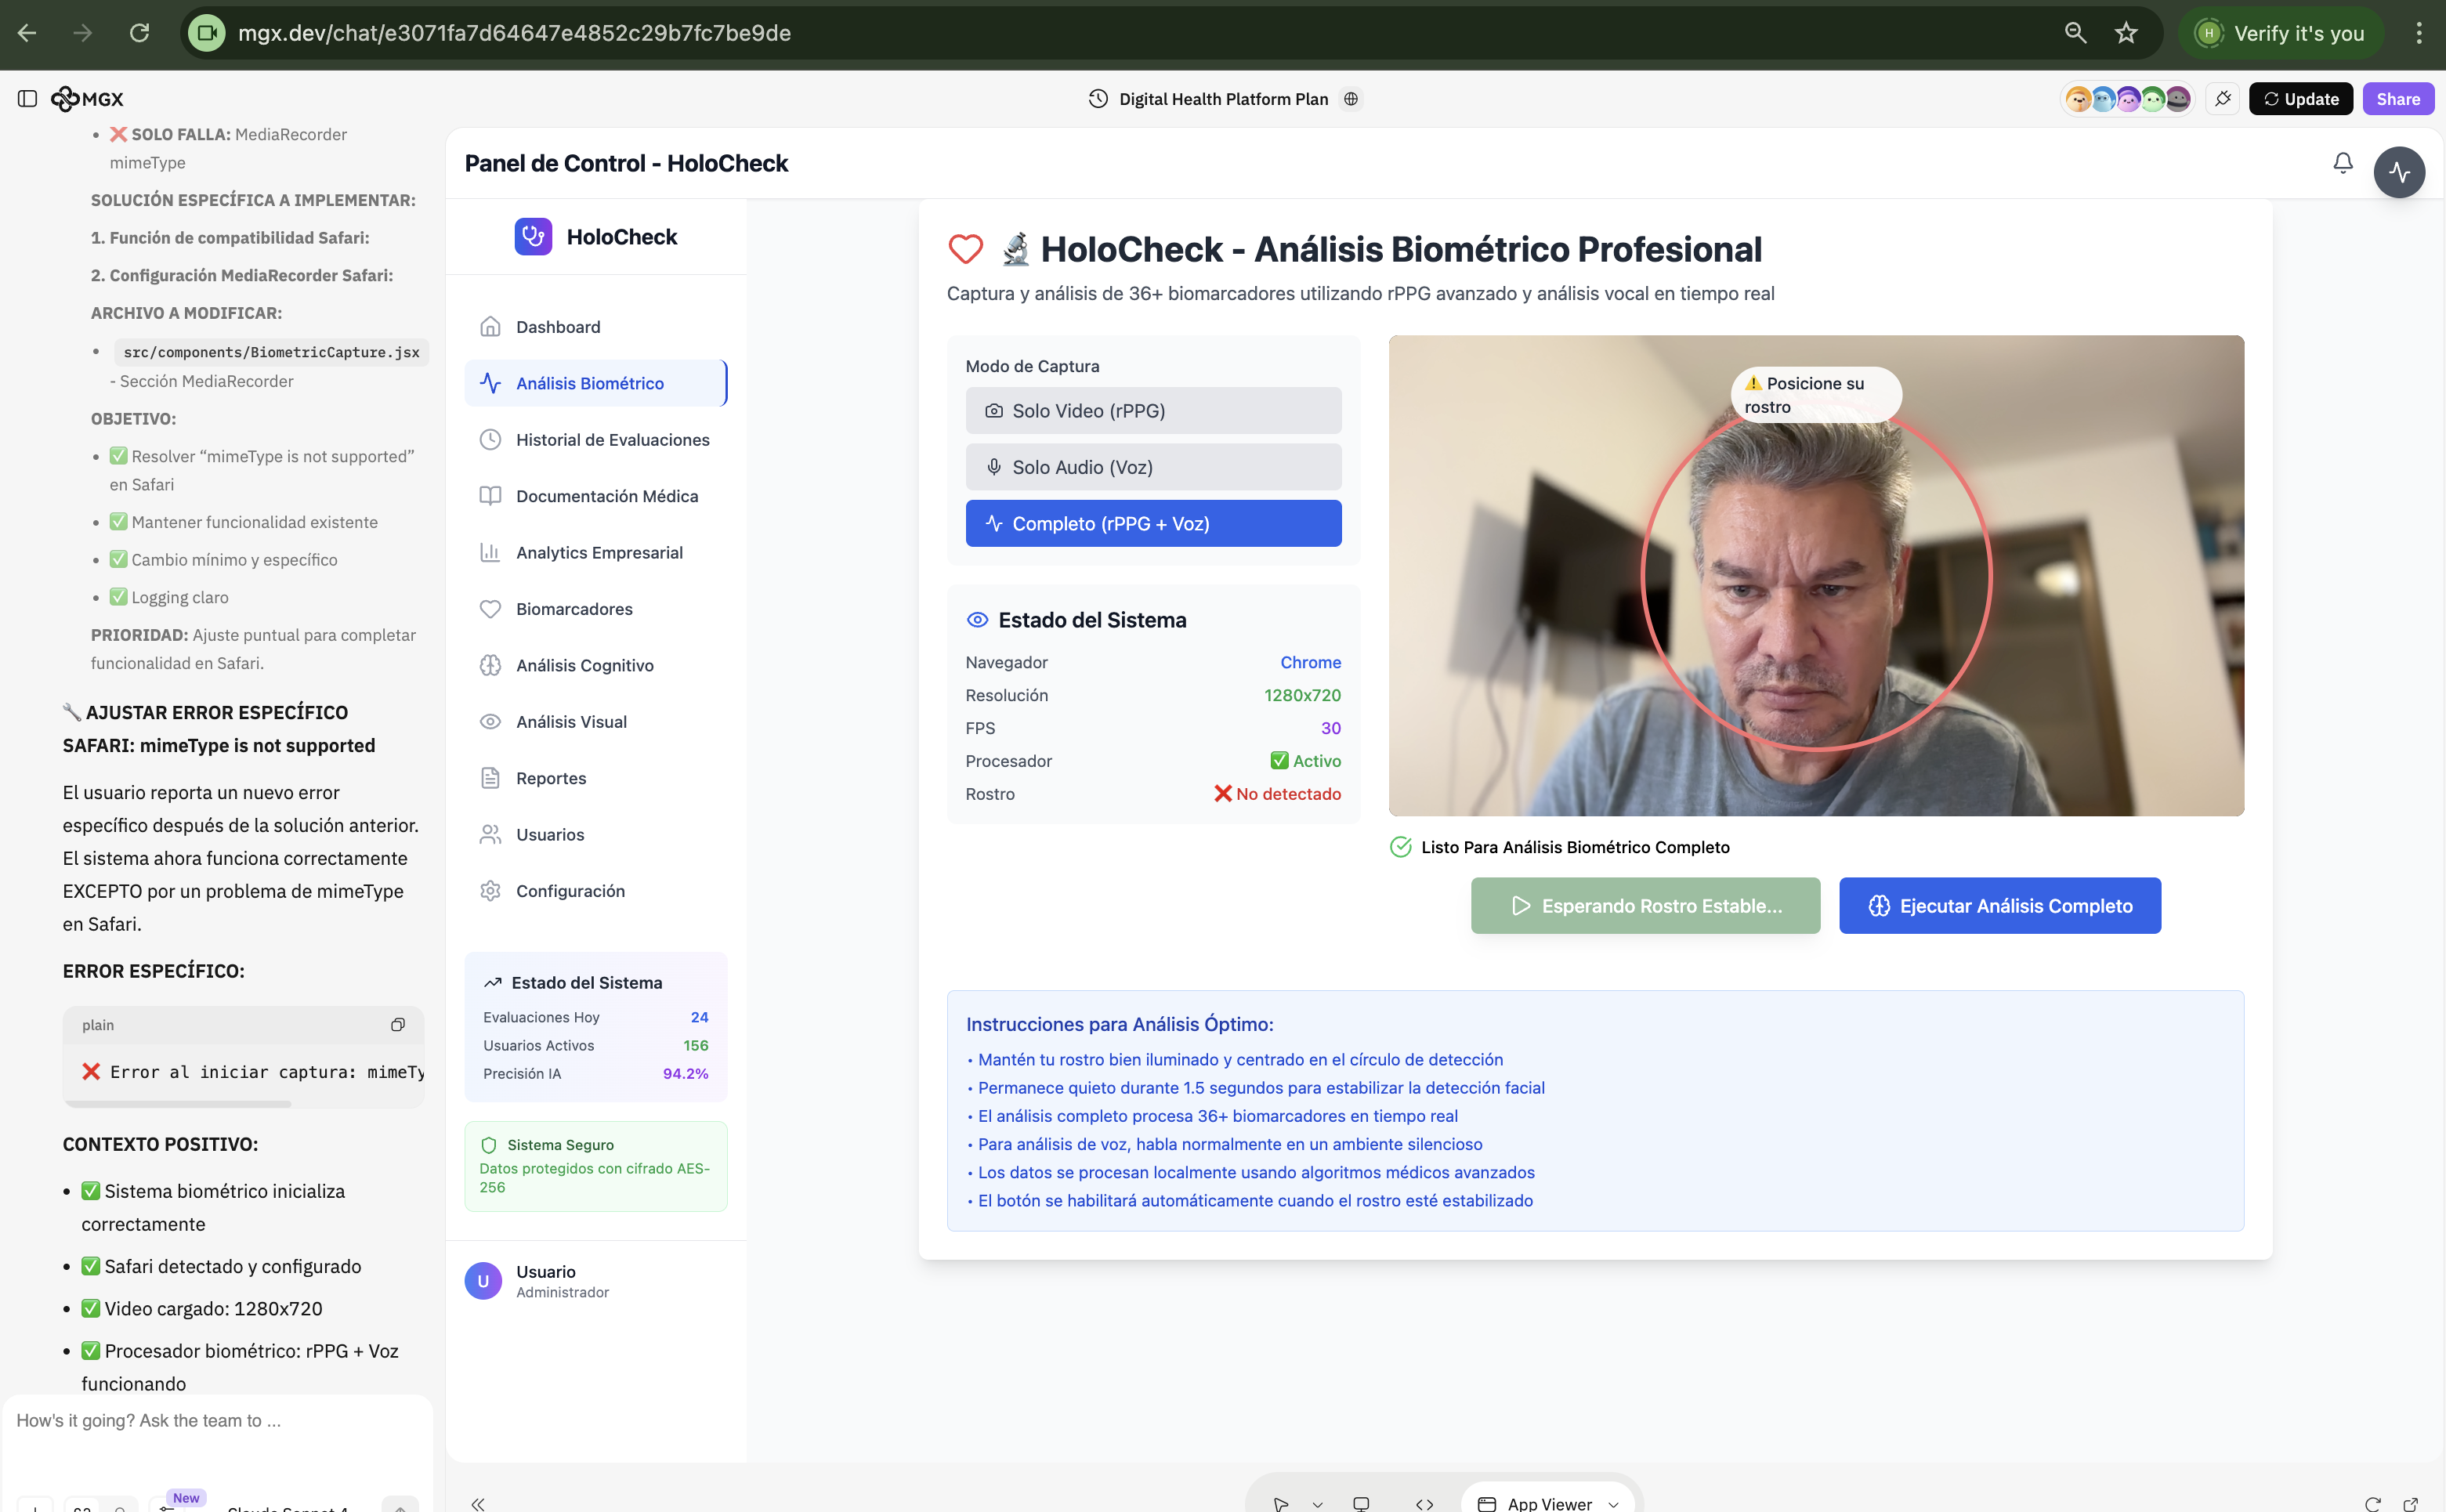 mgx.dev/chat/e3071fa7d64647e4852c29b7fc7be9de
H
Verify it's you
MGX
Digital Health Platform Plan
Update
Share
❌ SOLO FALLA: MediaRecorder
mimeType
SOLUCIÓN ESPECÍFICA A IMPLEMENTAR:
1. Función de compatibilidad Safari:
2. Configuración MediaRecorder Safari:
ARCHIVO A MODIFICAR:
• src/components/BiometricCapture.jsx
- Sección MediaRecorder
OBJETIVO:
• ✅ Resolver “mimeType is not supported”
en Safari
• ✅ Mantener funcionalidad existente
• ✅ Cambio mínimo y específico
• ✅ Logging claro
PRIORIDAD: Ajuste puntual para completar
funcionalidad en Safari.
🔧 AJUSTAR ERROR ESPECÍFICO
SAFARI: mimeType is not supported
El usuario reporta un nuevo error
específico después de la solución anterior.
El sistema ahora funciona correctamente
EXCEPTO por un problema de mimeType
en Safari.
ERROR ESPECÍFICO:
plain
❌ Error al iniciar captura: mimeTy
CONTEXTO POSITIVO:
• ✅ Sistema biométrico inicializa
correctamente
• ✅ Safari detectado y configurado
• ✅ Video cargado: 1280x720
• ✅ Procesador biométrico: rPPG + Voz
funcionando
How's it going? Ask the team to ...
New
Panel de Control - HoloCheck
HoloCheck
Dashboard
Análisis Biométrico
Historial de Evaluaciones
Documentación Médica
Analytics Empresarial
Biomarcadores
Análisis Cognitivo
Análisis Visual
Reportes
Usuarios
Configuración
Estado del Sistema
Evaluaciones Hoy 24
Usuarios Activos 156
Precisión IA 94.2%
Sistema Seguro
Datos protegidos con cifrado AES-
256
U
Usuario
Administrador
🔬 HoloCheck - Análisis Biométrico Profesional
Captura y análisis de 36+ biomarcadores utilizando rPPG avanzado y análisis vocal en tiempo real
Modo de Captura
Solo Video (rPPG)
Solo Audio (Voz)
Completo (rPPG + Voz)
Estado del Sistema
Navegador Chrome
Resolución 1280x720
FPS 30
Procesador ✅ Activo
Rostro ❌ No detectado
⚠️ Posicione su
rostro
Listo Para Análisis Biométrico Completo
Esperando Rostro Estable...
Ejecutar Análisis Completo
Instrucciones para Análisis Óptimo:
• Mantén tu rostro bien iluminado y centrado en el círculo de detección
• Permanece quieto durante 1.5 segundos para estabilizar la detección facial
• El análisis completo procesa 36+ biomarcadores en tiempo real
• Para análisis de voz, habla normalmente en un ambiente silencioso
• Los datos se procesan localmente usando algoritmos médicos avanzados
• El botón se habilitará automáticamente cuando el rostro esté estabilizado
App Viewer